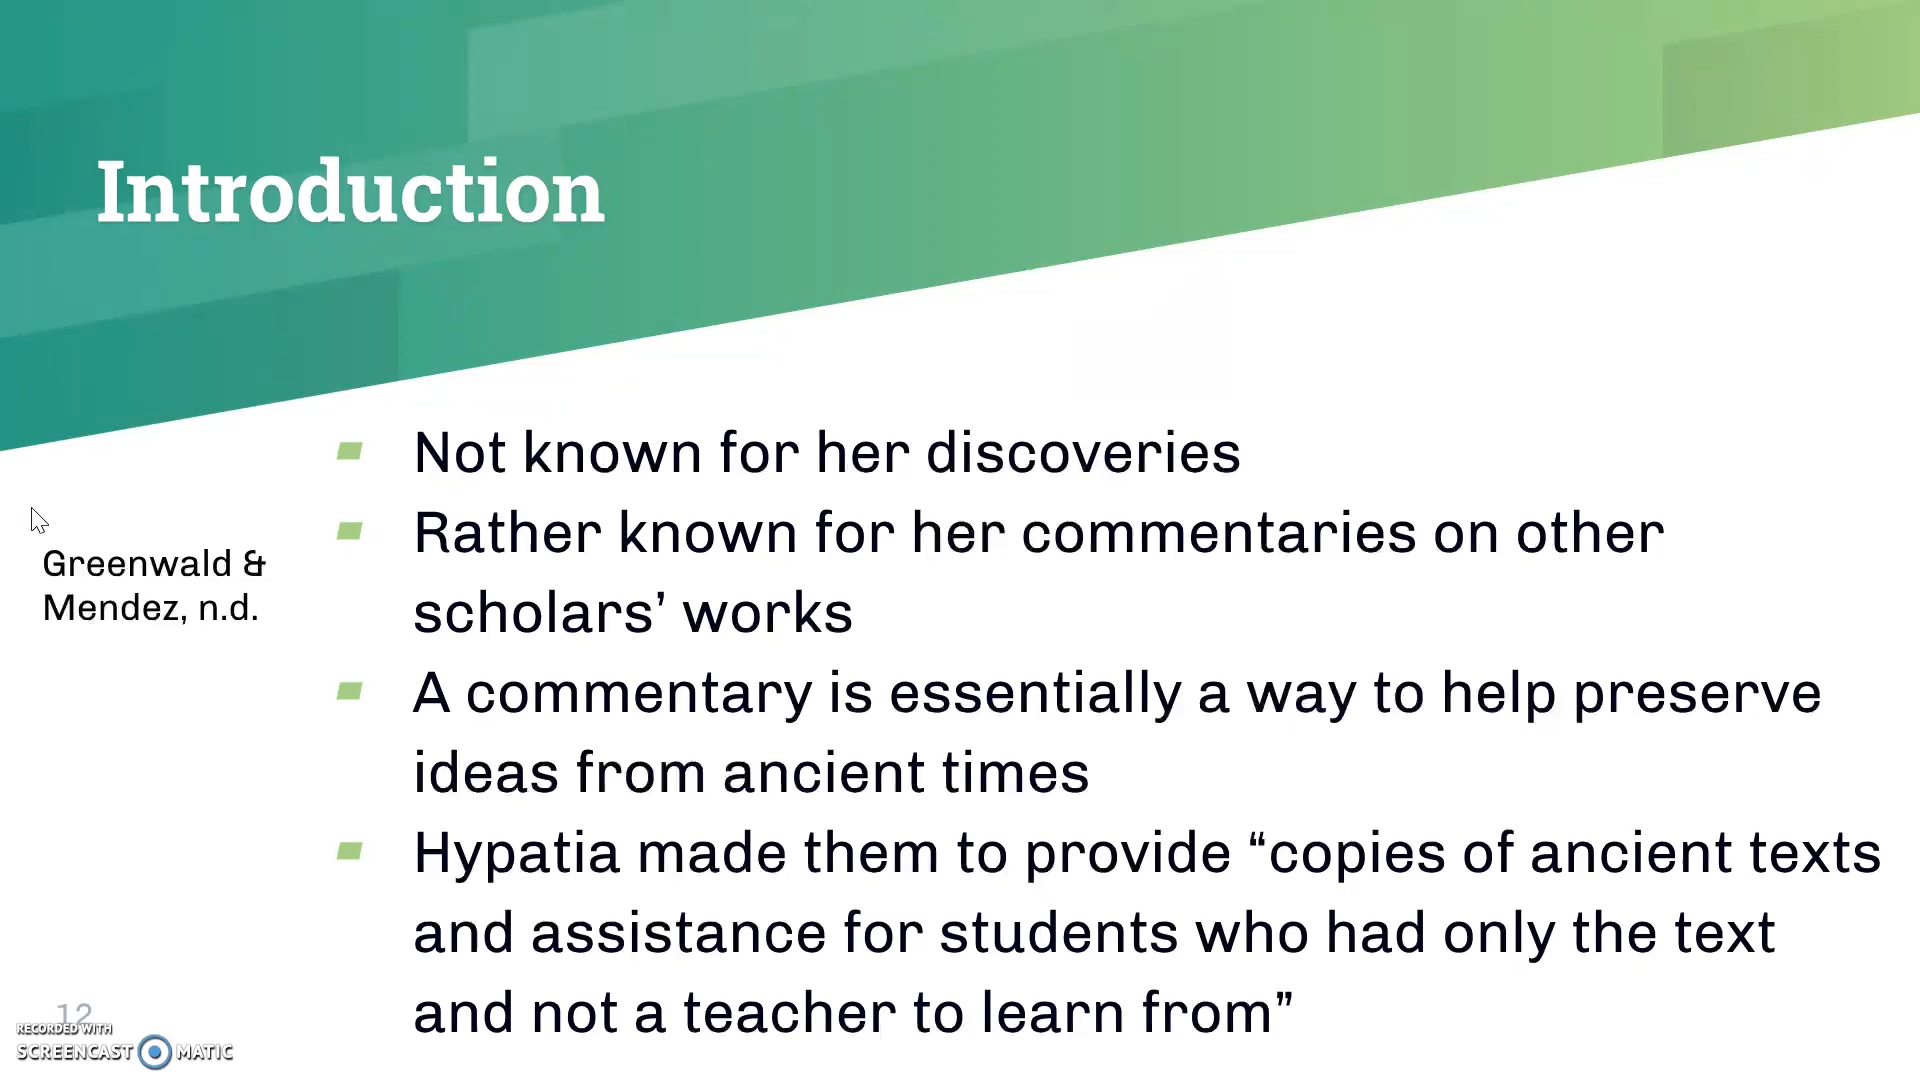 Introduction
Not known for her discoveries
Rather known for her commentaries on other
scholars’ works
A commentary is essentially a way to help preserve
ideas from ancient times
Hypatia made them to provide “copies of ancient texts
and assistance for students who had only the text
and not a teacher to learn from”
Greenwald &
Mendez, n.d.
12
RECORDED WITH
SCREENCAST MATIC